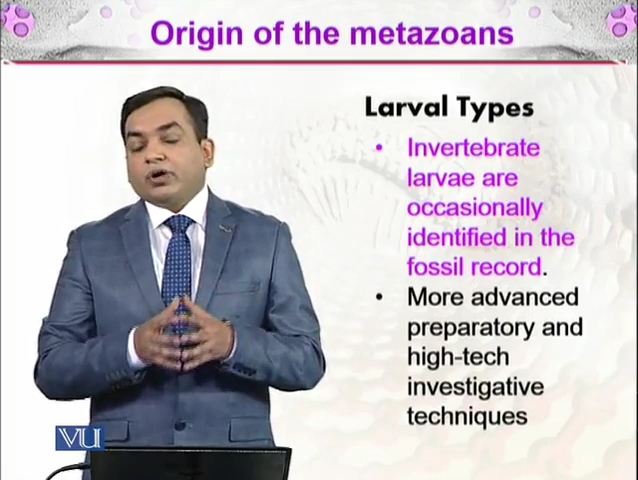 Origin of the metazoans
Larval Types
• Invertebrate
larvae are
occasionally
identified in the
fossil record.
• More advanced
preparatory and
high-tech
investigative
techniques
VU